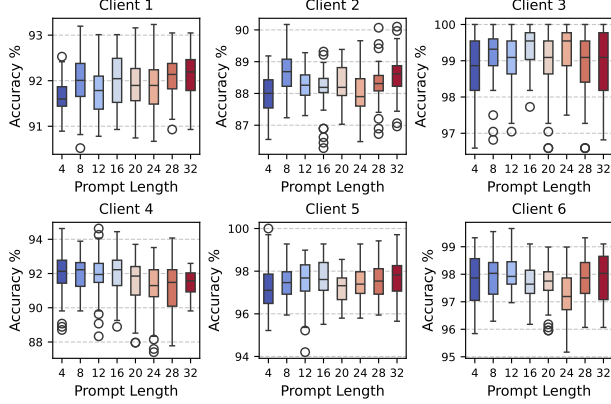 Client 1
Client 2
Client 3
Accuracy %
93
92
91
4 8 12 16 20 24 28 32
Prompt Length
Accuracy %
90
89
88
87
4 8 12 16 20 24 28 32
Prompt Length
Accuracy %
100
99
98
97
4 8 12 16 20 24 28 32
Prompt Length
Client 4
Client 5
Client 6
Accuracy %
94
92
90
88
4 8 12 16 20 24 28 32
Prompt Length
Accuracy %
100
98
96
94
4 8 12 16 20 24 28 32
Prompt Length
Accuracy %
99
98
97
96
95
4 8 12 16 20 24 28 32
Prompt Length